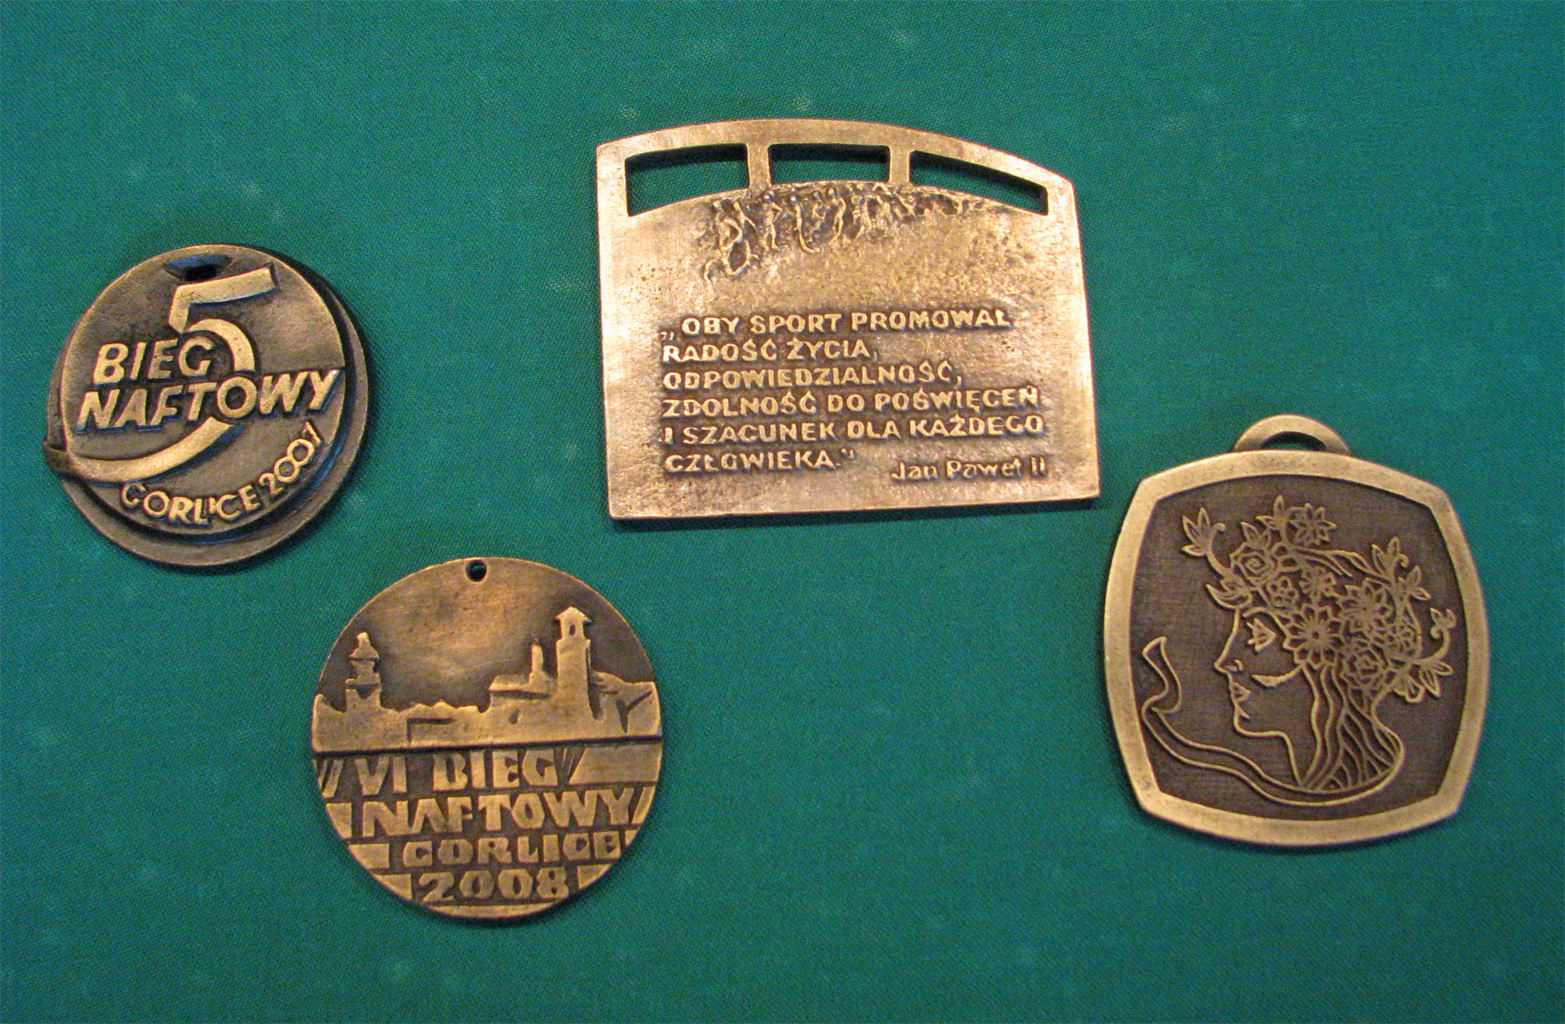 5
BIEG
NAFTOWY
GORLICE 2007
„OBY SPORT PROMOWAŁ
RADOŚĆ ŻYCIA,
ODPOWIEDZIALNOŚĆ,
ZDOLNOŚĆ DO POŚWIĘCEŃ
I SZACUNEK DLA KAŻDEGO
CZŁOWIEKA."
Jan Paweł II
VI BIEG
NAFTOWY
GORLICE
2008